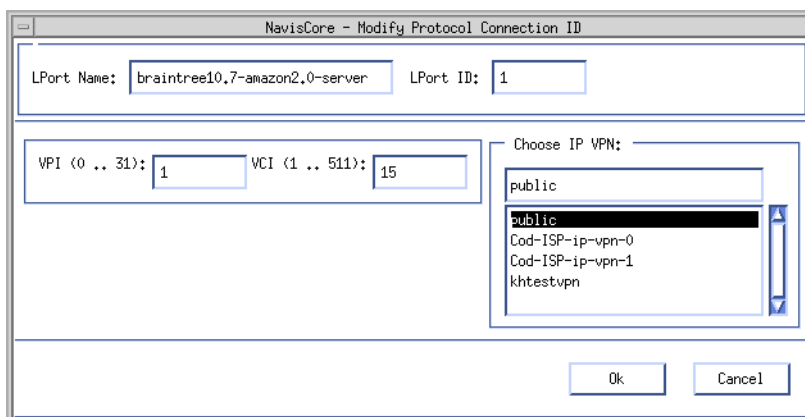 NavisCore - Modify Protocol Connection ID
LPort Name: braintree10.7-amazon2.0-server LPort ID: 1
VPI (0 .. 31): 1 VCI (1 .. 511): 15
Choose IP VPN:
public
public
Cod-ISP-ip-vpn-0
Cod-ISP-ip-vpn-1
khtestvpn
Ok Cancel